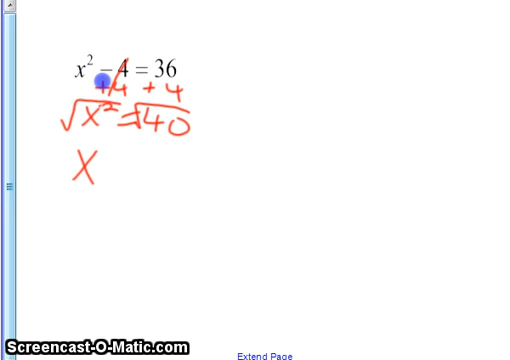 x² − 4 = 36
+4 +4
√x² = √40
X
Screencast-O-Matic.com
Extend Page